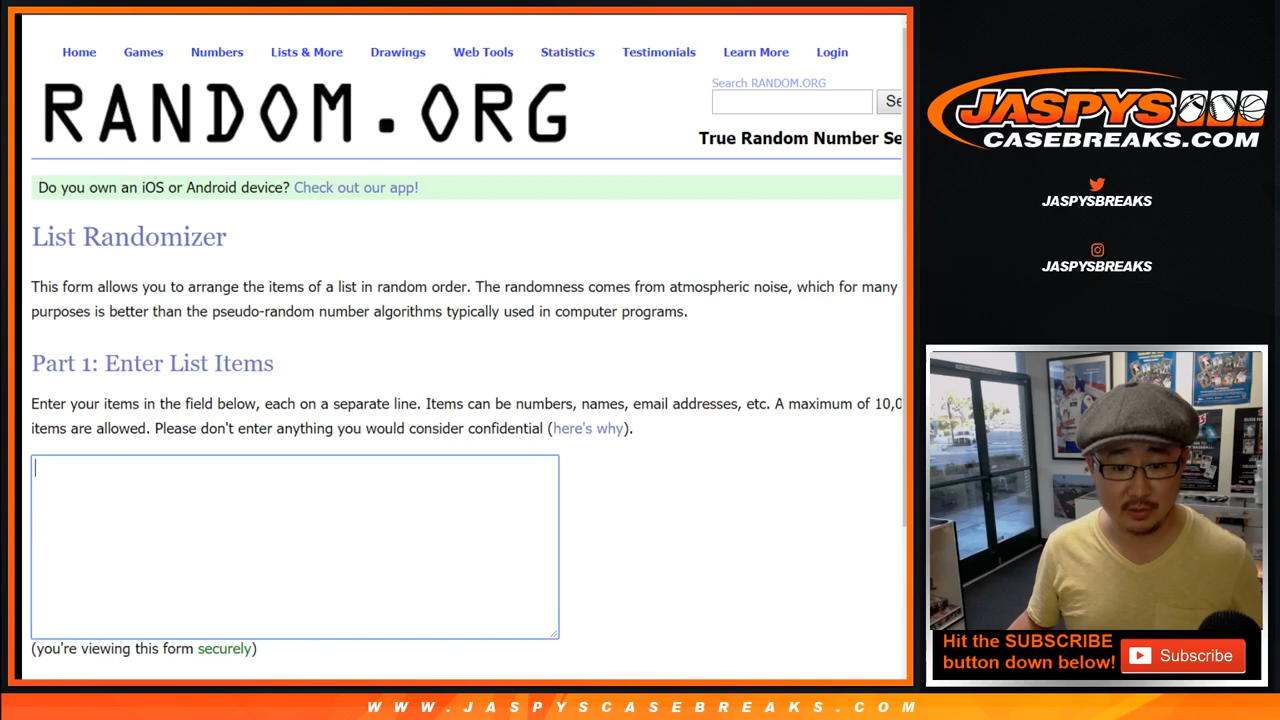 Home Games Numbers Lists & More Drawings Web Tools Statistics Testimonials Learn More Login
Search RANDOM.ORG
RANDOM.ORG
Se
True Random Number Se
Do you own an iOS or Android device? Check out our app!
List Randomizer
This form allows you to arrange the items of a list in random order. The randomness comes from atmospheric noise, which for many
purposes is better than the pseudo-random number algorithms typically used in computer programs.
Part 1: Enter List Items
Enter your items in the field below, each on a separate line. Items can be numbers, names, email addresses, etc. A maximum of 10,0
items are allowed. Please don't enter anything you would consider confidential (here's why).
(you're viewing this form securely)
JASPYS
CASEBREAKS.COM
JASPYSBREAKS
JASPYSBREAKS
Hit the SUBSCRIBE
button down below!
Subscribe
WWW.JASPYSCASEBREAKS.COM